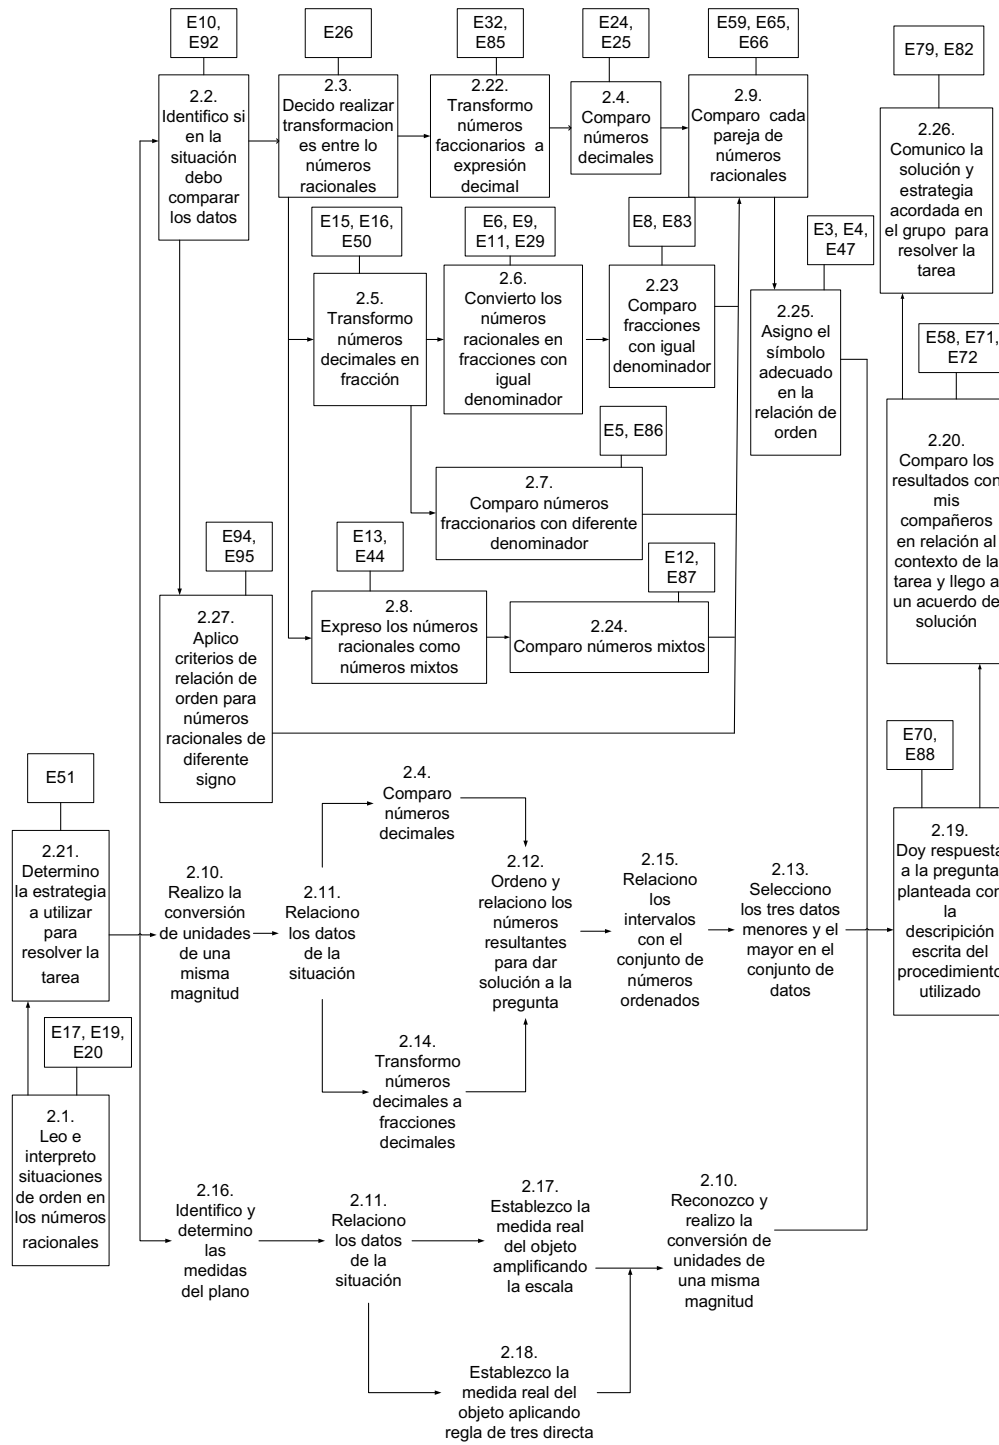 E10,
E92
E26
E32,
E85
E24,
E25
E59, E65,
E66
E79, E82
2.2.
Identifico si
en la
situación
debo
comparar
los datos
2.3.
Decido realizar
transformacion
es entre lo
números
racionales
2.22.
Transformo
números
faccionarios a
expresión
decimal
2.4.
Comparo
números
decimales
2.9.
Comparo cada
pareja de
números
racionales
2.26.
Comunico la
solución y
estrategia
acordada en
el grupo para
resolver la
tarea
E15, E16,
E50
E6, E9,
E11, E29
E8, E83
E3, E4,
E47
2.5.
Transformo
números
decimales en
fracción
2.6.
Convierto los
números
racionales en
fracciones con
igual
denominador
2.23
Comparo
fracciones
con igual
denominador
2.25.
Asigno el
símbolo
adecuado
en la
relación de
orden
E58, E71,
E72
2.20.
Comparo los
resultados con
mis
compañeros
en relación al
contexto de la
tarea y llego a
un acuerdo de
solución
E5, E86
2.7.
Comparo números
fraccionarios con diferente
denominador
E94,
E95
E13,
E44
E12,
E87
2.27.
Aplico
criterios de
relación de
orden para
números
racionales de
diferente
signo
2.8.
Expreso los números
racionales como
números mixtos
2.24.
Comparo números mixtos
E51
E70,
E88
2.21.
Determino
la estrategia
a utilizar
para
resolver la
tarea
2.10.
Realizo la
conversión
de unidades
de una
misma
magnitud
2.11.
Relaciono
los datos
de la
situación
2.4.
Comparo
números
decimales
2.14.
Transformo
números
decimales a
fracciones
decimales
2.12.
Ordeno y
relaciono los
números
resultantes
para dar
solución a la
pregunta
2.15.
Relaciono
los
intervalos
con el
conjunto de
números
ordenados
2.13.
Selecciono
los tres datos
menores y el
mayor en el
conjunto de
datos
2.19.
Doy respuesta
a la pregunta
planteada con
la
descripición
escrita del
procedimiento
utilizado
E17, E19,
E20
2.1.
Leo e
interpreto
situaciones
de orden en
los números
racionales
2.16.
Identifico y
determino
las
medidas
del plano
2.11.
Relaciono
los datos
de la
situación
2.17.
Establezco la
medida real
del objeto
amplificando
la escala
2.10.
Reconozco y
realizo la
conversión de
unidades de
una misma
magnitud
2.18.
Establezco la
medida real del
objeto aplicando
regla de tres directa